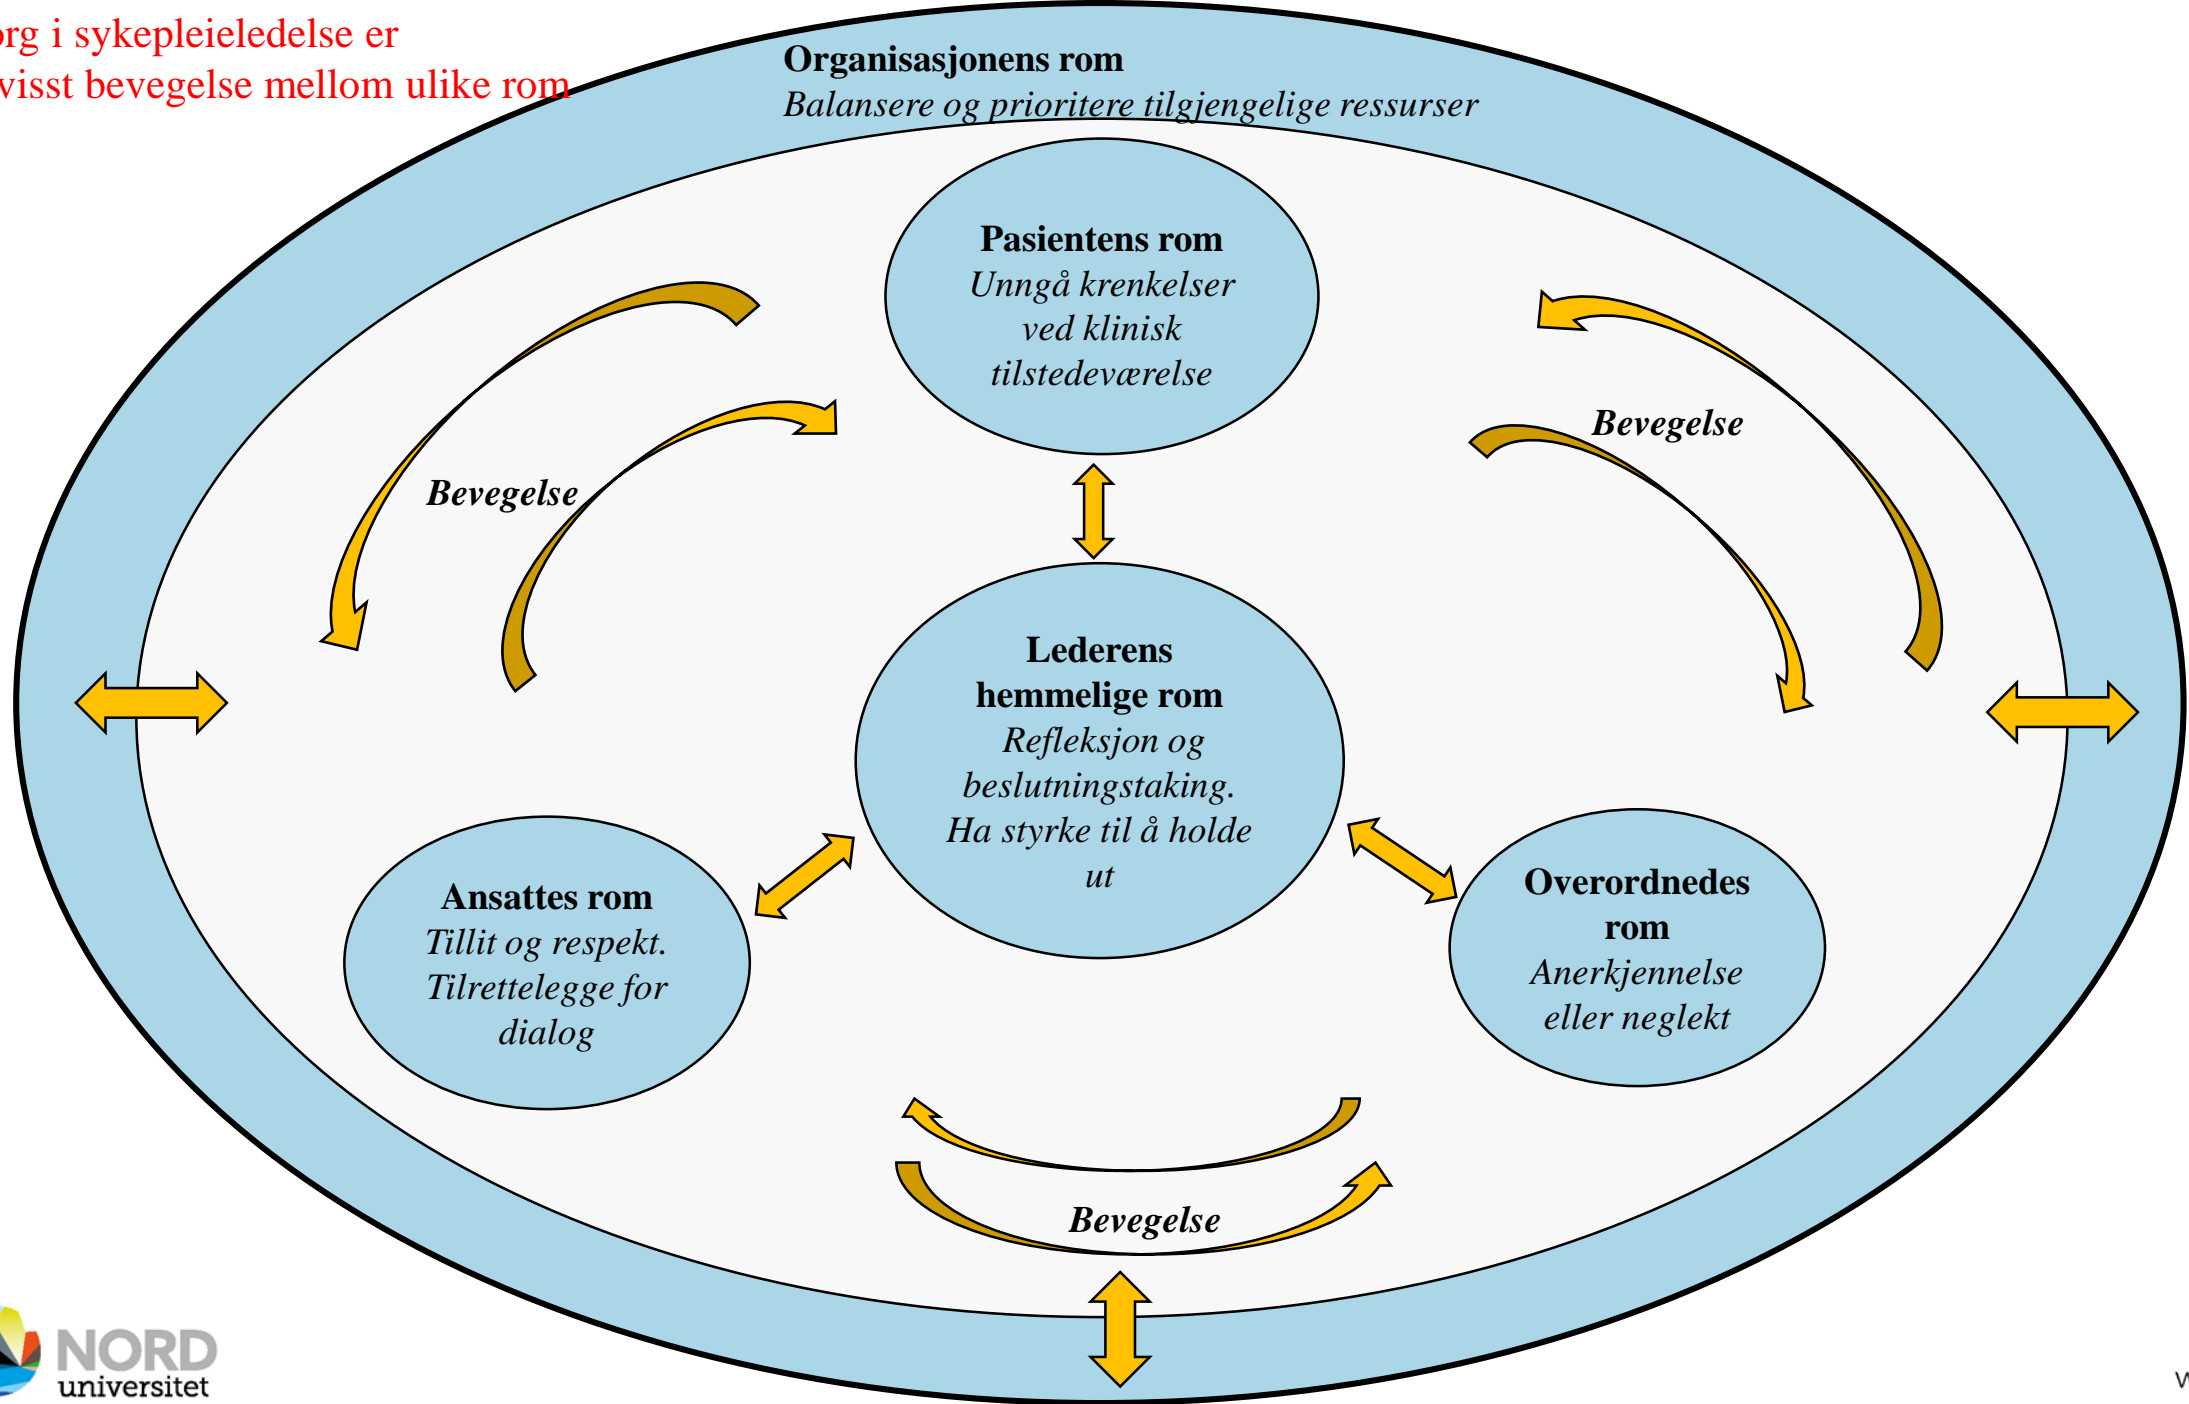 org i sykepleieledelse er
visst bevegelse mellom ulike rom
Organisasjonens rom
Balansere og prioritere tilgjengelige ressurser
Pasientens rom
Unngå krenkelser
ved klinisk
tilstedeværelse
Bevegelse
Bevegelse
Lederens
hemmelige rom
Refleksjon og
beslutningstaking.
Ha styrke til å holde
ut
Ansattes rom
Tillit og respekt.
Tilrettelegge for
dialog
Overordnedes
rom
Anerkjennelse
eller neglekt
Bevegelse
NORD
universitet